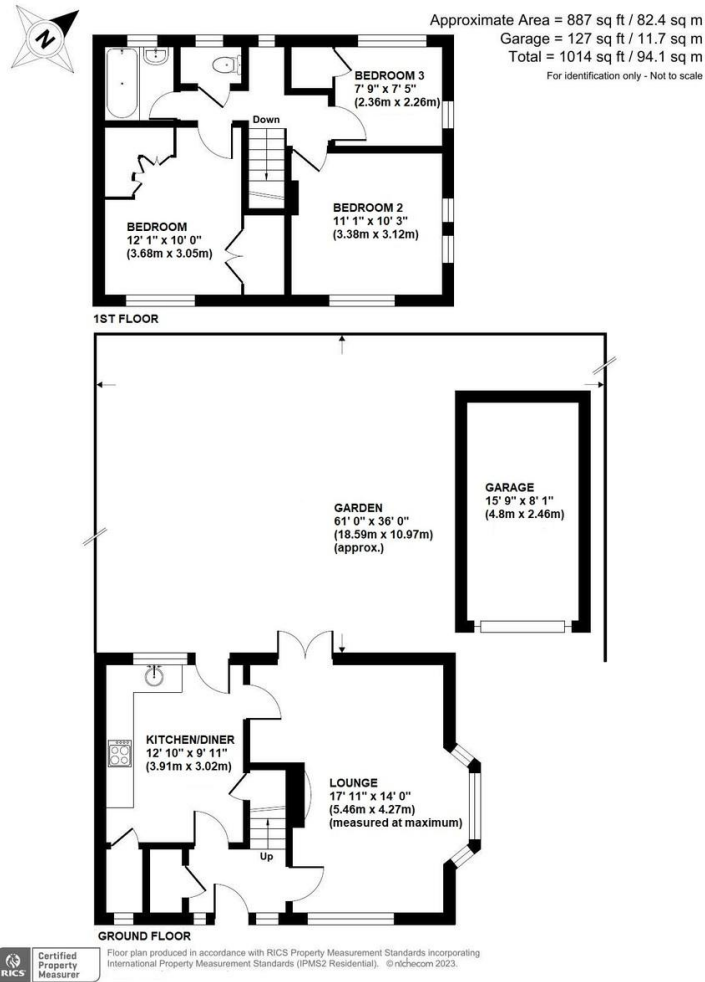 Approximate Area = 887 sq ft / 82.4 sq m
Garage = 127 sq ft / 11.7 sq m
Total = 1014 sq ft / 94.1 sq m
For identification only - Not to scale
N
BEDROOM 3
7' 9" x 7' 5"
(2.36m x 2.26m)
Down
BEDROOM 2
11' 1" x 10' 3"
(3.38m x 3.12m)
BEDROOM
12' 1" x 10' 0"
(3.68m x 3.05m)
1ST FLOOR
GARAGE
15' 9" x 8' 1"
(4.8m x 2.46m)
GARDEN
61' 0" x 36' 0"
(18.59m x 10.97m)
(approx.)
KITCHEN/DINER
12' 10" x 9' 11"
(3.91m x 3.02m)
LOUNGE
17' 11" x 14' 0"
(5.46m x 4.27m)
(measured at maximum)
Up
GROUND FLOOR
RICS
Certified
Property
Measurer
Floor plan produced in accordance with RICS Property Measurement Standards incorporating
International Property Measurement Standards (IPMS2 Residential). © nichecom 2023.